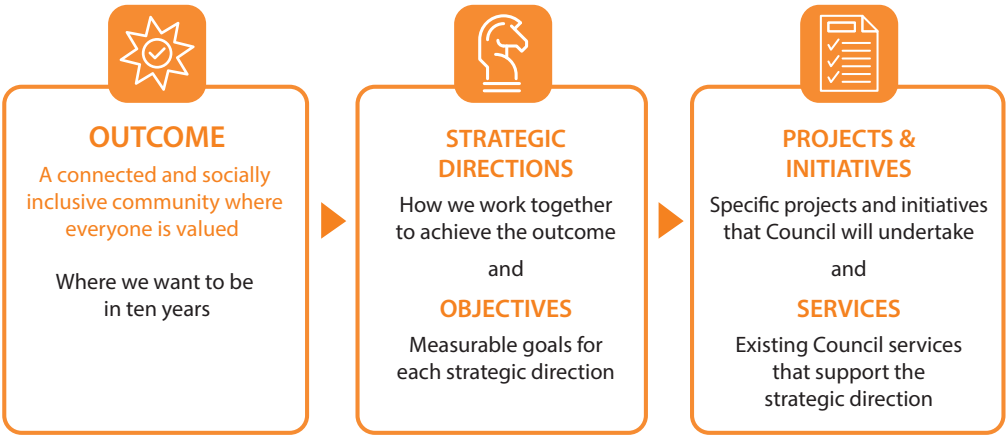 OUTCOME
A connected and socially
inclusive community where
everyone is valued
Where we want to be
in ten years
STRATEGIC
DIRECTIONS
How we work together
to achieve the outcome
and
OBJECTIVES
Measurable goals for
each strategic direction
PROJECTS &
INITIATIVES
Specific projects and initiatives
that Council will undertake
and
SERVICES
Existing Council services
that support the
strategic direction